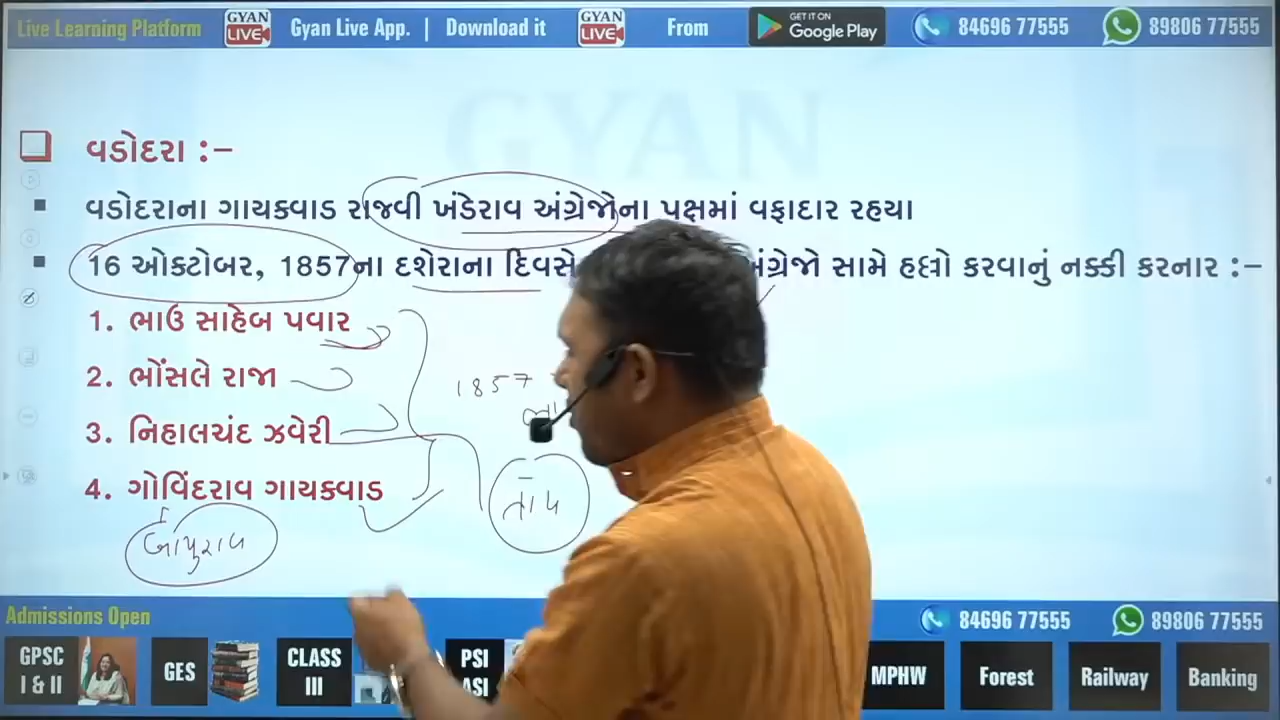 Live Learning Platform GYAN LIVE Gyan Live App. | Download it GYAN LIVE From GET IT ON Google Play 84696 77555 89806 77555
GYAN
વડોદરા :-
વડોદરાના ગાયકવાડ રાજવી ખંડેરાવ અંગ્રેજોના પક્ષમાં વફાદાર રહયા
16 ઓક્ટોબર, 1857ના દશેરાના દિવસે અંગ્રેજો સામે હલ્લો કરવાનું નક્કી કરનાર :-
1. ભાઉ સાહેબ પવાર
2. ભોંસલે રાજા
1857
3. નિહાલચંદ ઝવેરી
4. ગોવિંદરાવ ગાયકવાડ
તોપ
બાપુરાવ
Admissions Open 84696 77555 89806 77555
GPSC I & II GES CLASS III PSI ASI MPHW Forest Railway Banking